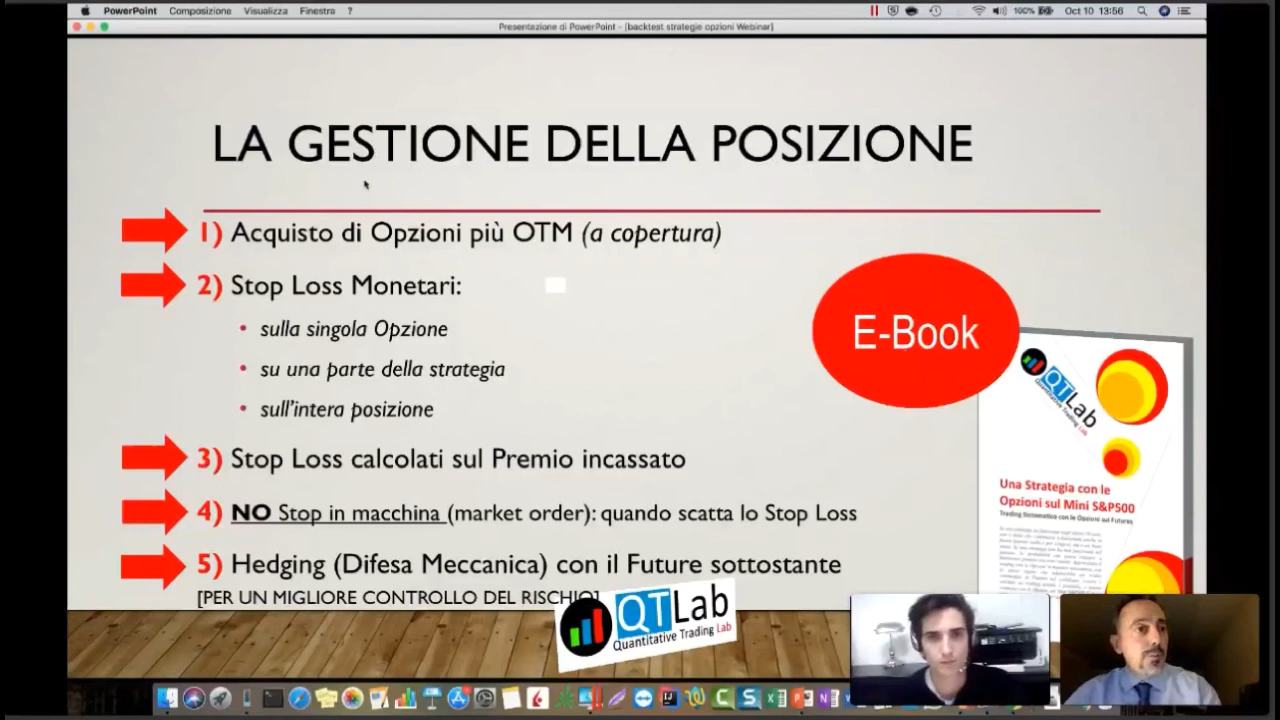 PowerPoint Composizione Visualizza Finestra ? 100% Oct 10 13:56
Presentazione di PowerPoint - [backtest strategie opzioni Webinar]
LA GESTIONE DELLA POSIZIONE
1) Acquisto di Opzioni più OTM (a copertura)
2) Stop Loss Monetari:
• sulla singola Opzione
• su una parte della strategia
• sull'intera posizione
3) Stop Loss calcolati sul Premio incassato
4) NO Stop in macchina (market order): quando scatta lo Stop Loss
5) Hedging (Difesa Meccanica) con il Future sottostante
[PER UN MIGLIORE CONTROLLO DEL RISCHIO]
E-Book
QTLab
Quantitative Trading Lab
Una Strategia con le
Opzioni sul Mini S&P500
Trading Sistematico con le Opzioni sui Futures
QTLab
Quantitative Trading Lab